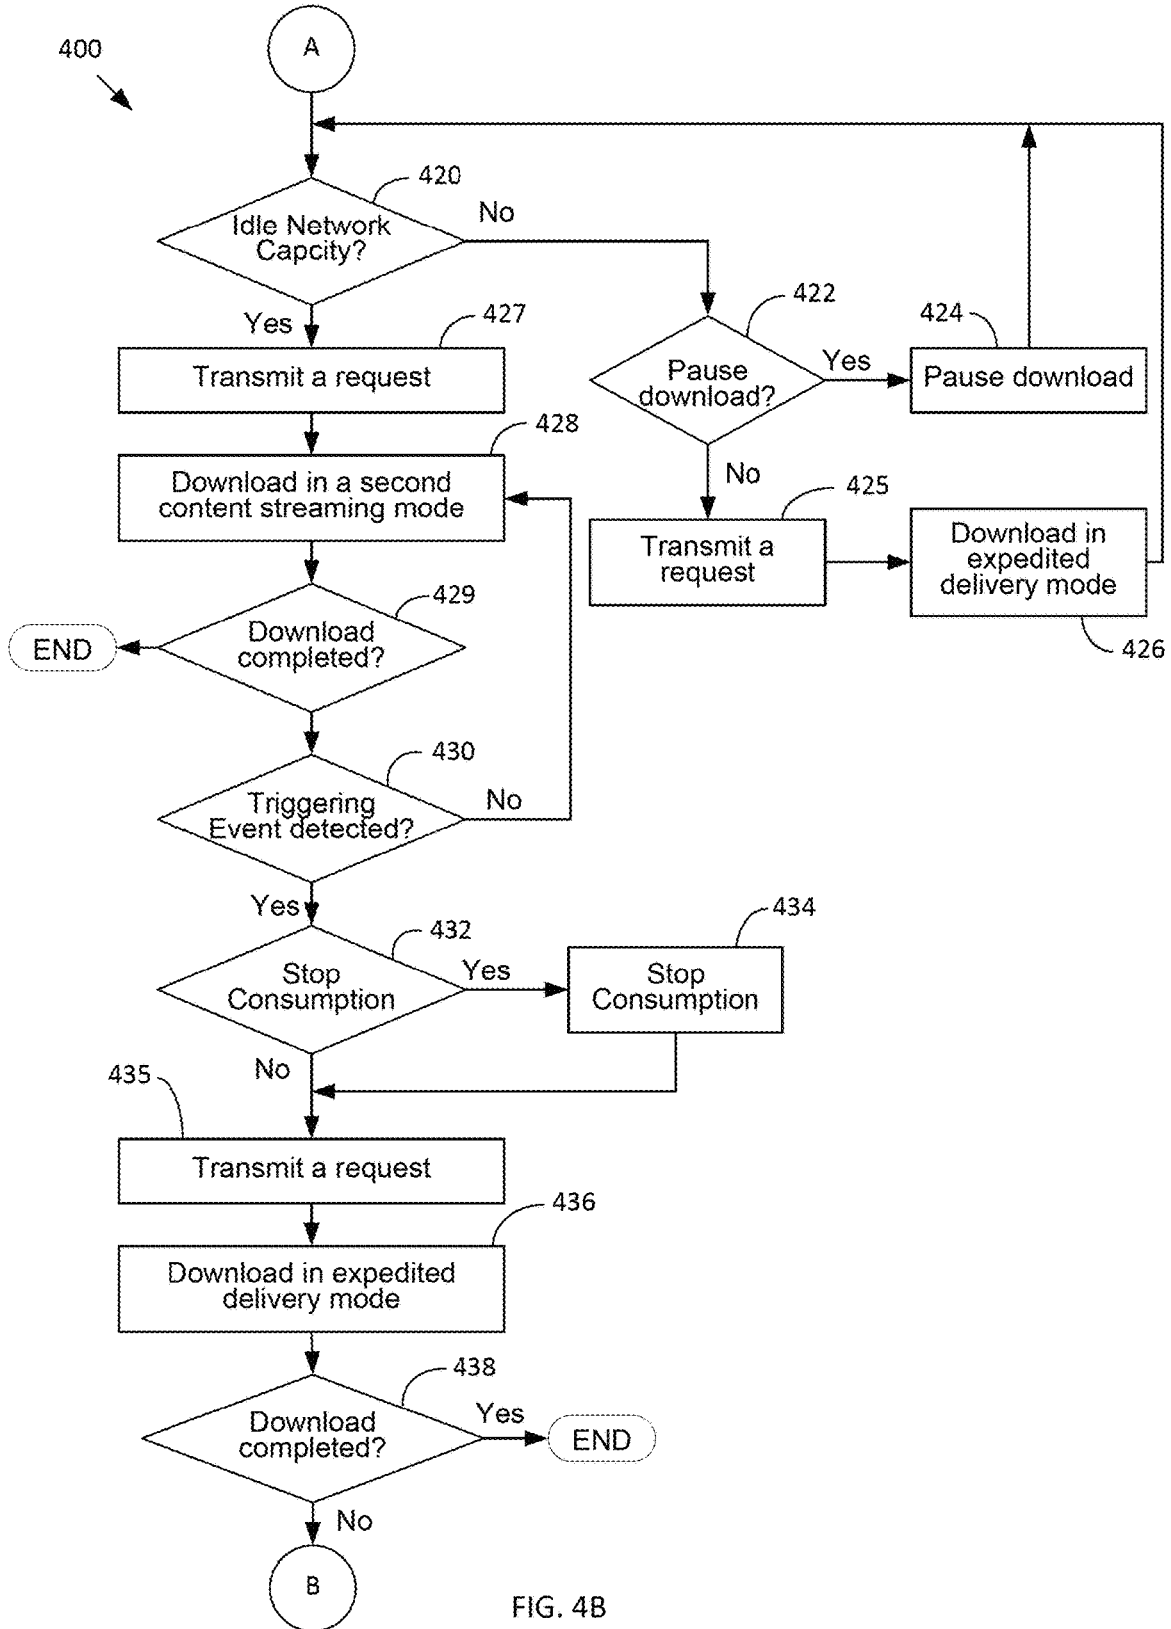 A
400
420
Idle Network
Capcity?
No
Yes
427
422
424
Transmit a request
Pause
download?
Yes
Pause download
428
Download in a second
content streaming mode
No
425
Transmit a
request
Download in
expedited
delivery mode
426
429
Download
completed?
END
430
Triggering
Event detected?
No
Yes
432
434
Stop
Consumption
Yes
Stop
Consumption
No
435
Transmit a request
436
Download in expedited
delivery mode
438
Download
completed?
Yes
END
No
B
FIG. 4B